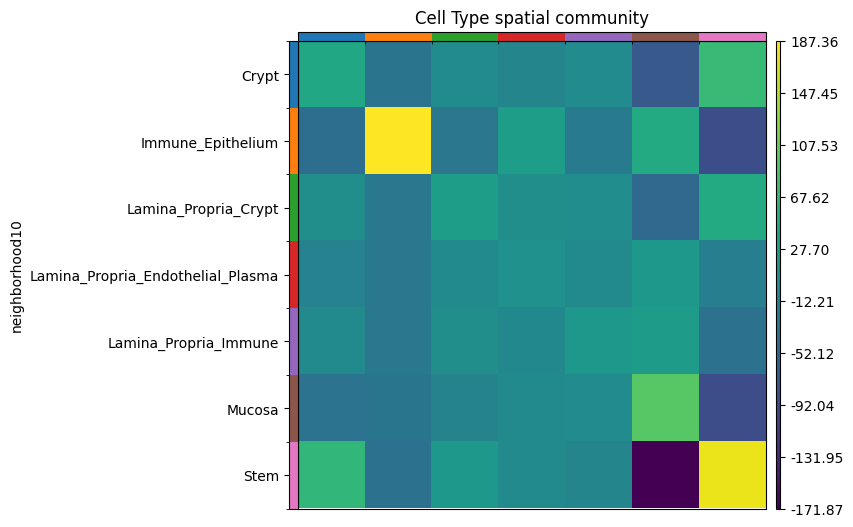 Cell Type spatial community
Crypt
Immune_Epithelium
Lamina_Propria_Crypt
Lamina_Propria_Endothelial_Plasma
Lamina_Propria_Immune
Mucosa
Stem
neighborhood10
187.36
147.45
107.53
67.62
27.70
-12.21
-52.12
-92.04
-131.95
-171.87